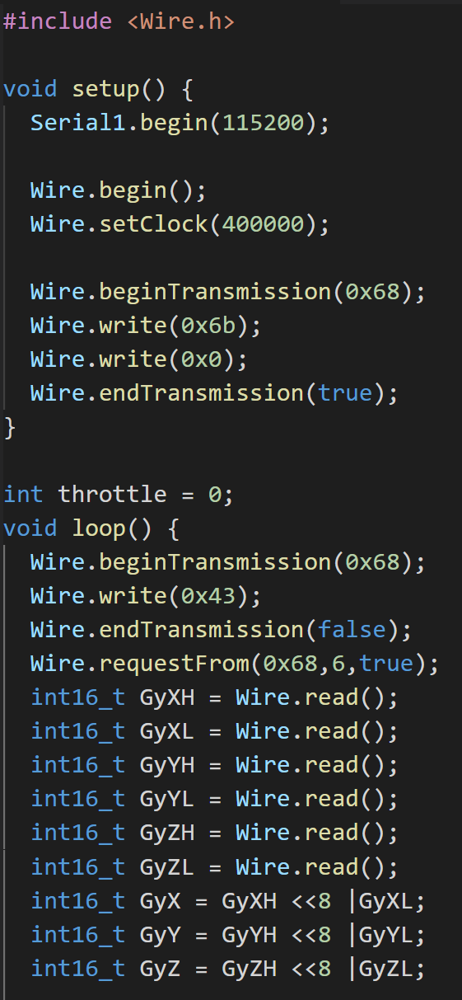 #include <Wire.h>
void setup() {
Serial1.begin(115200);
Wire.begin();
Wire.setClock(400000);
Wire.beginTransmission(0x68);
Wire.write(0x6b);
Wire.write(0x0);
Wire.endTransmission(true);
}
int throttle = 0;
void loop() {
Wire.beginTransmission(0x68);
Wire.write(0x43);
Wire.endTransmission(false);
Wire.requestFrom(0x68,6,true);
int16_t GyXH = Wire.read();
int16_t GyXL = Wire.read();
int16_t GyYH = Wire.read();
int16_t GyYL = Wire.read();
int16_t GyZH = Wire.read();
int16_t GyZL = Wire.read();
int16_t GyX = GyXH <<8 |GyXL;
int16_t GyY = GyYH <<8 |GyYL;
int16_t GyZ = GyZH <<8 |GyZL;